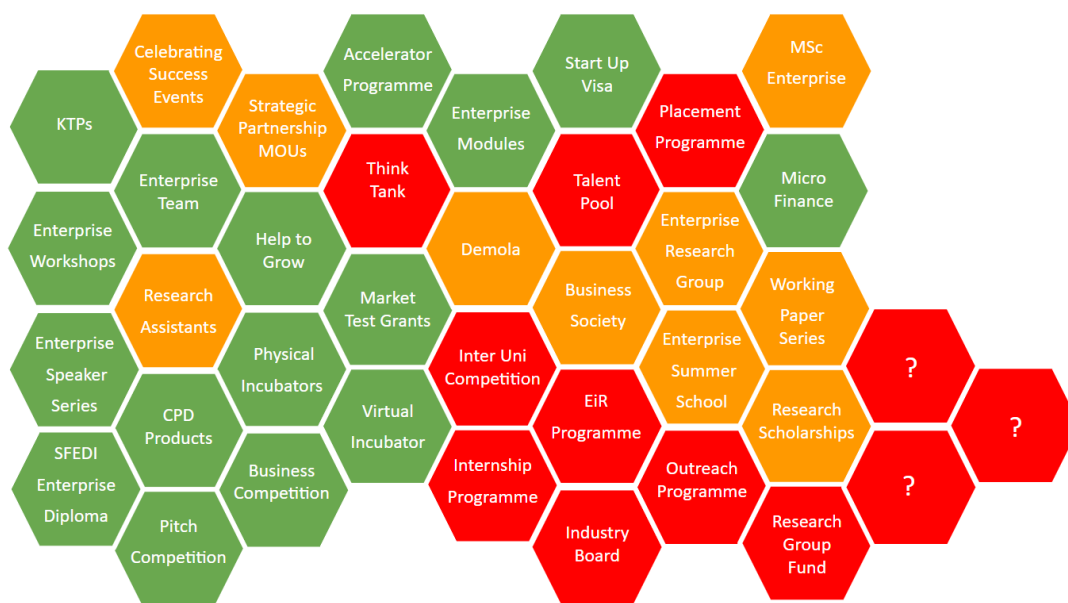 KTPs
Enterprise
Workshops
Enterprise
Speaker
Series
SFEDI
Enterprise
Diploma
Celebrating
Success
Events
Enterprise
Team
Research
Assistants
CPD
Products
Pitch
Competition
Strategic
Partnership
MOUs
Help to
Grow
Physical
Incubators
Business
Competition
Accelerator
Programme
Think
Tank
Market
Test Grants
Virtual
Incubator
Enterprise
Modules
Demola
Inter Uni
Competition
Internship
Programme
Start Up
Visa
Talent
Pool
Business
Society
EiR
Programme
Industry
Board
Placement
Programme
Enterprise
Research
Group
Enterprise
Summer
School
Outreach
Programme
MSc
Enterprise
Micro
Finance
Working
Paper
Series
Research
Scholarships
Research
Group
Fund
?
?
?